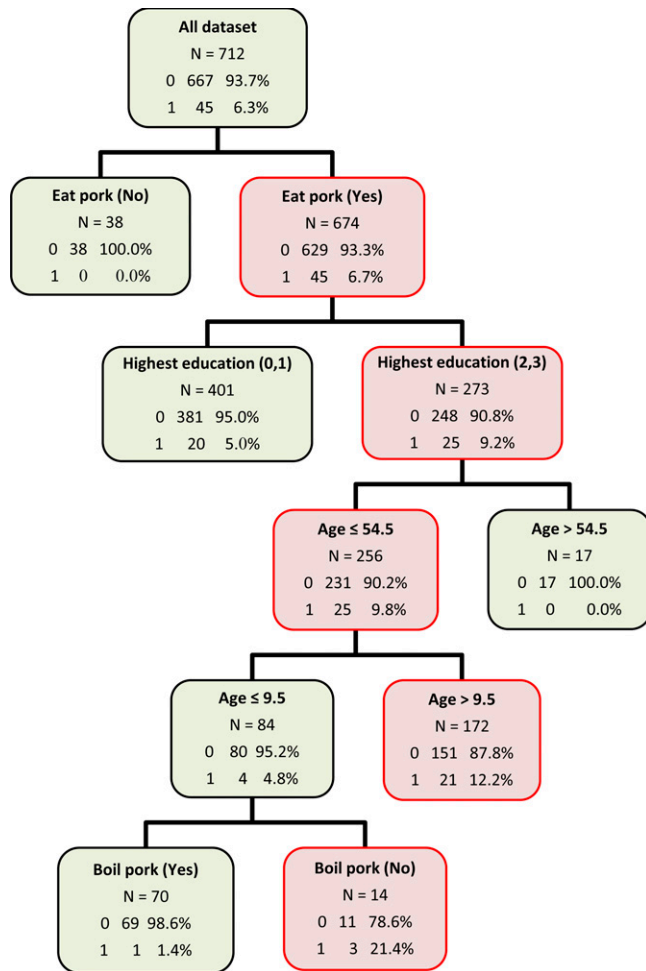 All dataset
N = 712
0 667 93.7%
1 45 6.3%
Eat pork (No)
N = 38
0 38 100.0%
1 0 0.0%
Eat pork (Yes)
N = 674
0 629 93.3%
1 45 6.7%
Highest education (0,1)
N = 401
0 381 95.0%
1 20 5.0%
Highest education (2,3)
N = 273
0 248 90.8%
1 25 9.2%
Age ≤ 54.5
N = 256
0 231 90.2%
1 25 9.8%
Age > 54.5
N = 17
0 17 100.0%
1 0 0.0%
Age ≤ 9.5
N = 84
0 80 95.2%
1 4 4.8%
Age > 9.5
N = 172
0 151 87.8%
1 21 12.2%
Boil pork (Yes)
N = 70
0 69 98.6%
1 1 1.4%
Boil pork (No)
N = 14
0 11 78.6%
1 3 21.4%